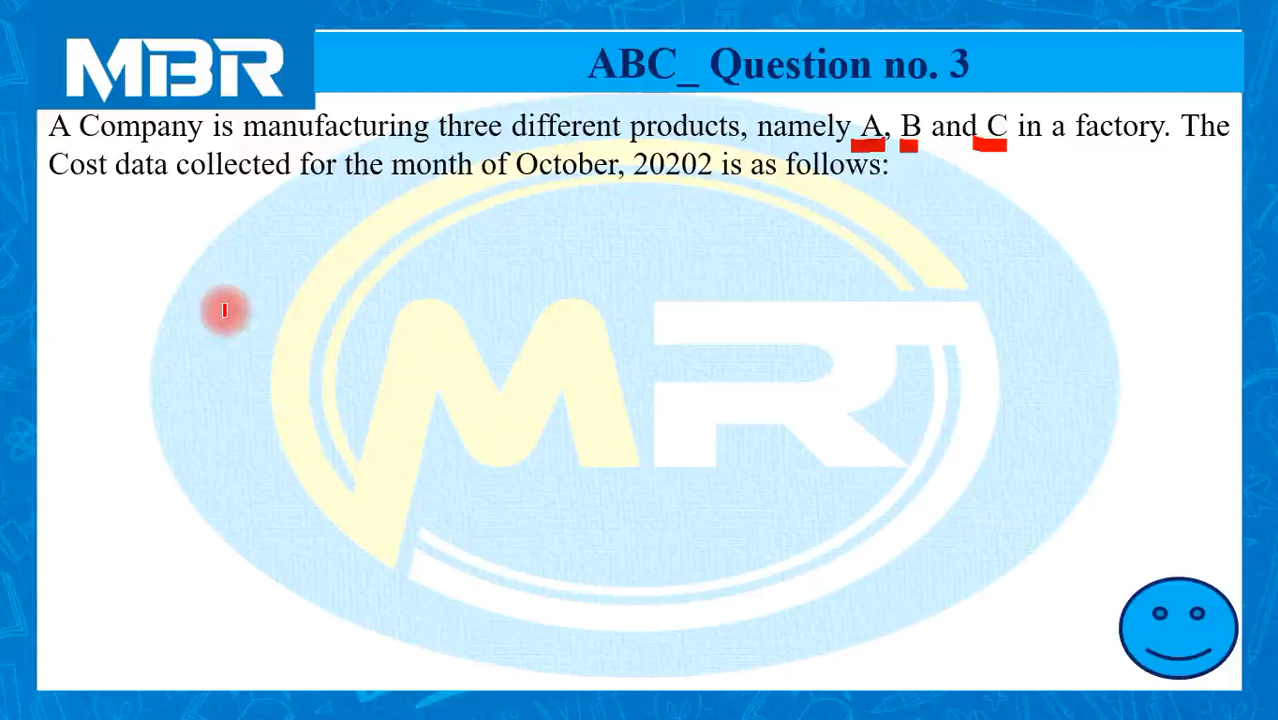 MBR
ABC_ Question no. 3
A Company is manufacturing three different products, namely A, B and C in a factory. The
Cost data collected for the month of October, 20202 is as follows:
MR